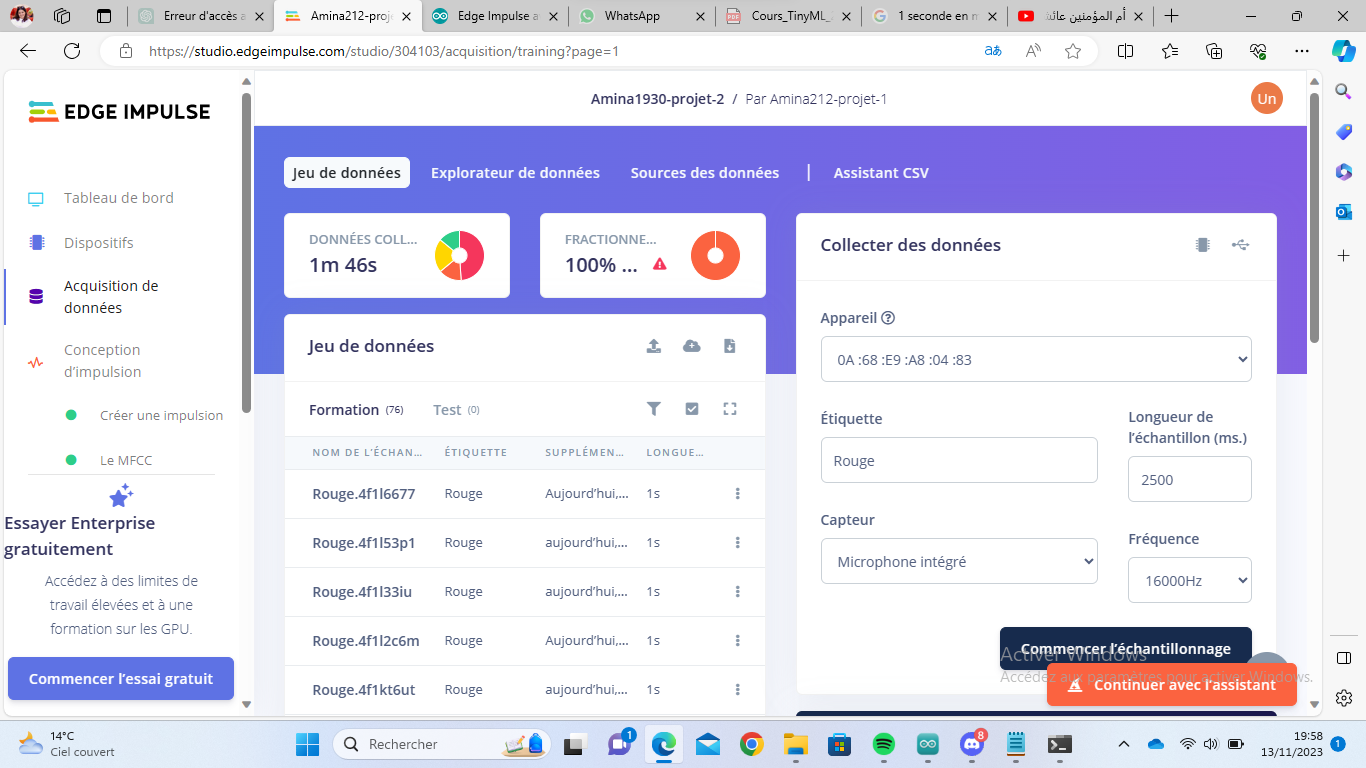 Erreur d'accès a
Amina212-proje
Edge Impulse av
WhatsApp
Cours_TinyML_
1 seconde en m
أم المؤمنين عائش
https://studio.edgeimpulse.com/studio/304103/acquisition/training?page=1
EDGE IMPULSE
Amina1930-projet-2 / Par Amina212-projet-1
Un
Tableau de bord
Dispositifs
Acquisition de
données
Conception
d'impulsion
Créer une impulsion
Le MFCC
Essayer Enterprise
gratuitement
Accédez à des limites de
travail élevées et à une
formation sur les GPU.
Commencer l'essai gratuit
Jeu de données
Explorateur de données
Sources des données
|
Assistant CSV
DONNÉES COLL...
1m 46s
FRACTIONNE...
100% ...
Jeu de données
Formation (76)
Test (0)
NOM DE L'ÉCHAN... ÉTIQUETTE SUPPLÉMEN... LONGUE...
Rouge.4f1l6677 Rouge Aujourd'hui,... 1s
Rouge.4f1l53p1 Rouge aujourd'hui,... 1s
Rouge.4f1l33iu Rouge aujourd'hui,... 1s
Rouge.4f1l2c6m Rouge Aujourd'hui,... 1s
Rouge.4f1kt6ut Rouge aujourd'hui,... 1s
Collecter des données
Appareil
0A :68 :E9 :A8 :04 :83
Étiquette
Rouge
Longueur de
l'échantillon (ms.)
2500
Capteur
Microphone intégré
Fréquence
16000Hz
Commencer l'échantillonnage
Activer Windows
Accédez aux paramètres pour activer Windows.
Continuer avec l'assistant
14°C
Ciel couvert
Rechercher
1
8
19:58
13/11/2023
1